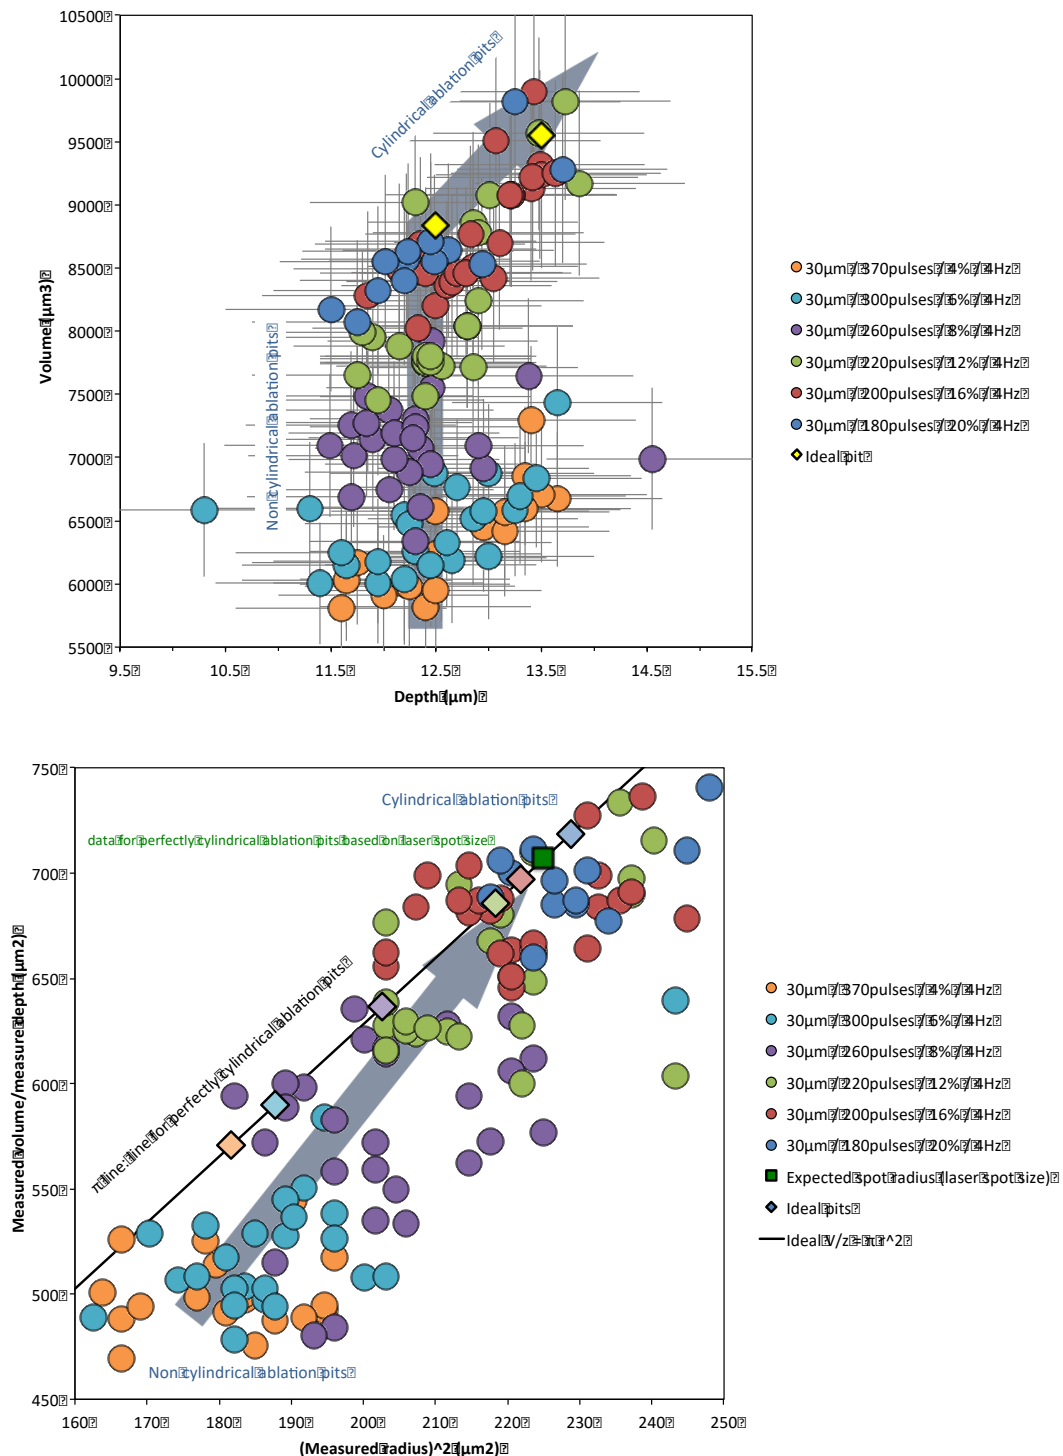 10500
10000
9500
9000
8500
8000
7500
7000
6500
6000
5500
Volume (μm3)
Cylindrical ablation pits
Non cylindrical ablation pits
9.5 10.5 11.5 12.5 13.5 14.5 15.5
Depth (μm)
30μm / 370pulses / 4% / 4Hz
30μm / 300pulses / 6% / 4Hz
30μm / 260pulses / 8% / 4Hz
30μm / 220pulses / 12% / 4Hz
30μm / 200pulses / 16% / 4Hz
30μm / 180pulses / 20% / 4Hz
Ideal pit
750
700
650
600
550
500
450
Measured volume/measure depth (μm2)
Cylindrical ablation pits
data for perfectly cylindrical ablation pits based on laser spot size
π line: line for perfectly cylindrical ablation pits
Non cylindrical ablation pits
160 170 180 190 200 210 220 230 240 250
(Measured radius)^2 (μm2)
30μm / 370pulses / 4% / 4Hz
30μm / 300pulses / 6% / 4Hz
30μm / 260pulses / 8% / 4Hz
30μm / 220pulses / 12% / 4Hz
30μm / 200pulses / 16% / 4Hz
30μm / 180pulses / 20% / 4Hz
Expected spot radius (laser spot size)
Ideal pits
Ideal V/z = π r^2